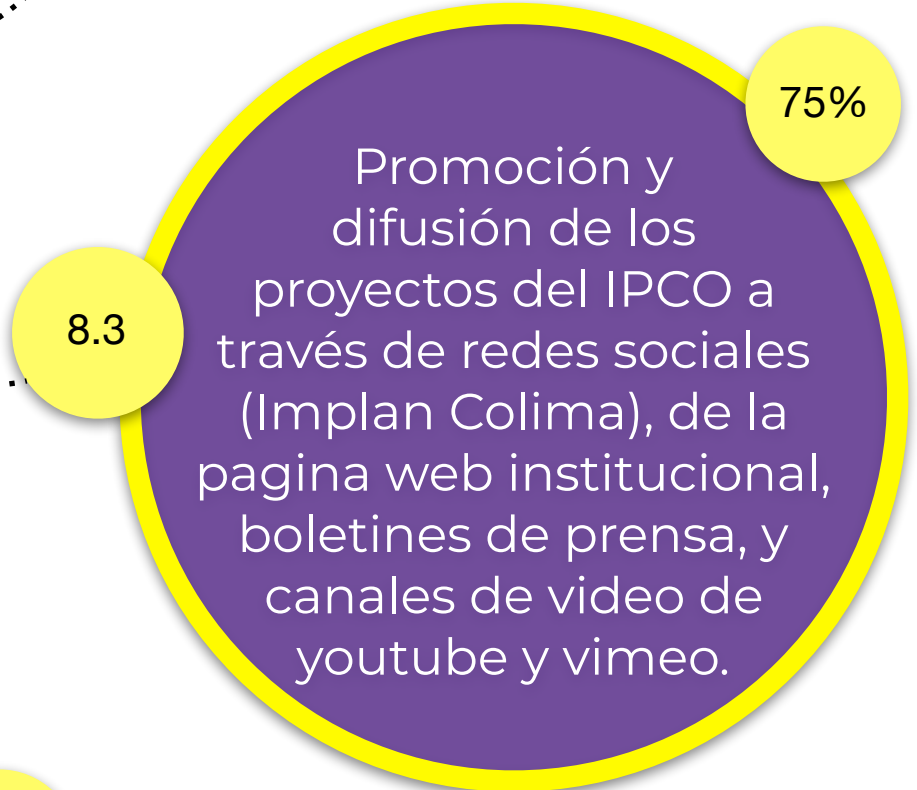 75%
8.3
Promoción y
difusión de los
proyectos del IPCO a
través de redes sociales
(Implan Colima), de la
pagina web institucional,
boletines de prensa, y
canales de video de
youtube y vimeo.